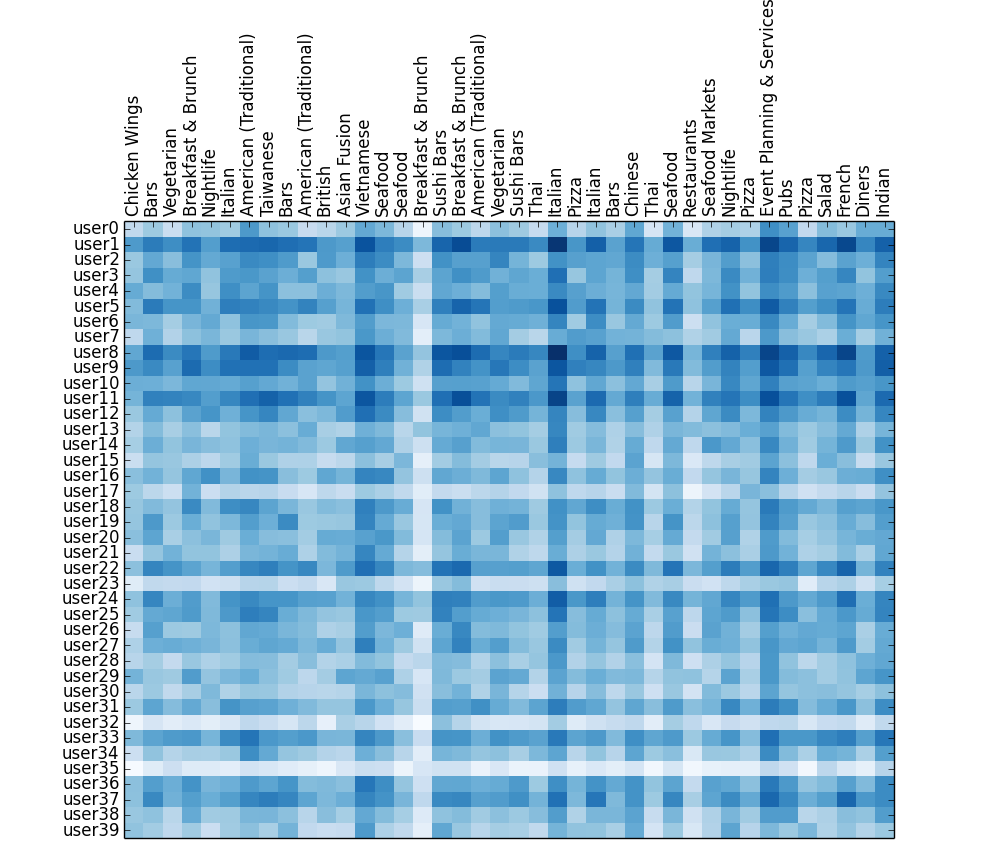 Chicken Wings
Bars
Vegetarian
Breakfast & Brunch
Nightlife
Italian
American (Traditional)
Taiwanese
Bars
American (Traditional)
British
Asian Fusion
Vietnamese
Seafood
Seafood
Breakfast & Brunch
Sushi Bars
Breakfast & Brunch
American (Traditional)
Vegetarian
Sushi Bars
Thai
Italian
Pizza
Italian
Bars
Chinese
Thai
Seafood
Restaurants
Seafood Markets
Nightlife
Pizza
Event Planning & Services
Pubs
Pizza
Salad
French
Diners
Indian
user0
user1
user2
user3
user4
user5
user6
user7
user8
user9
user10
user11
user12
user13
user14
user15
user16
user17
user18
user19
user20
user21
user22
user23
user24
user25
user26
user27
user28
user29
user30
user31
user32
user33
user34
user35
user36
user37
user38
user39